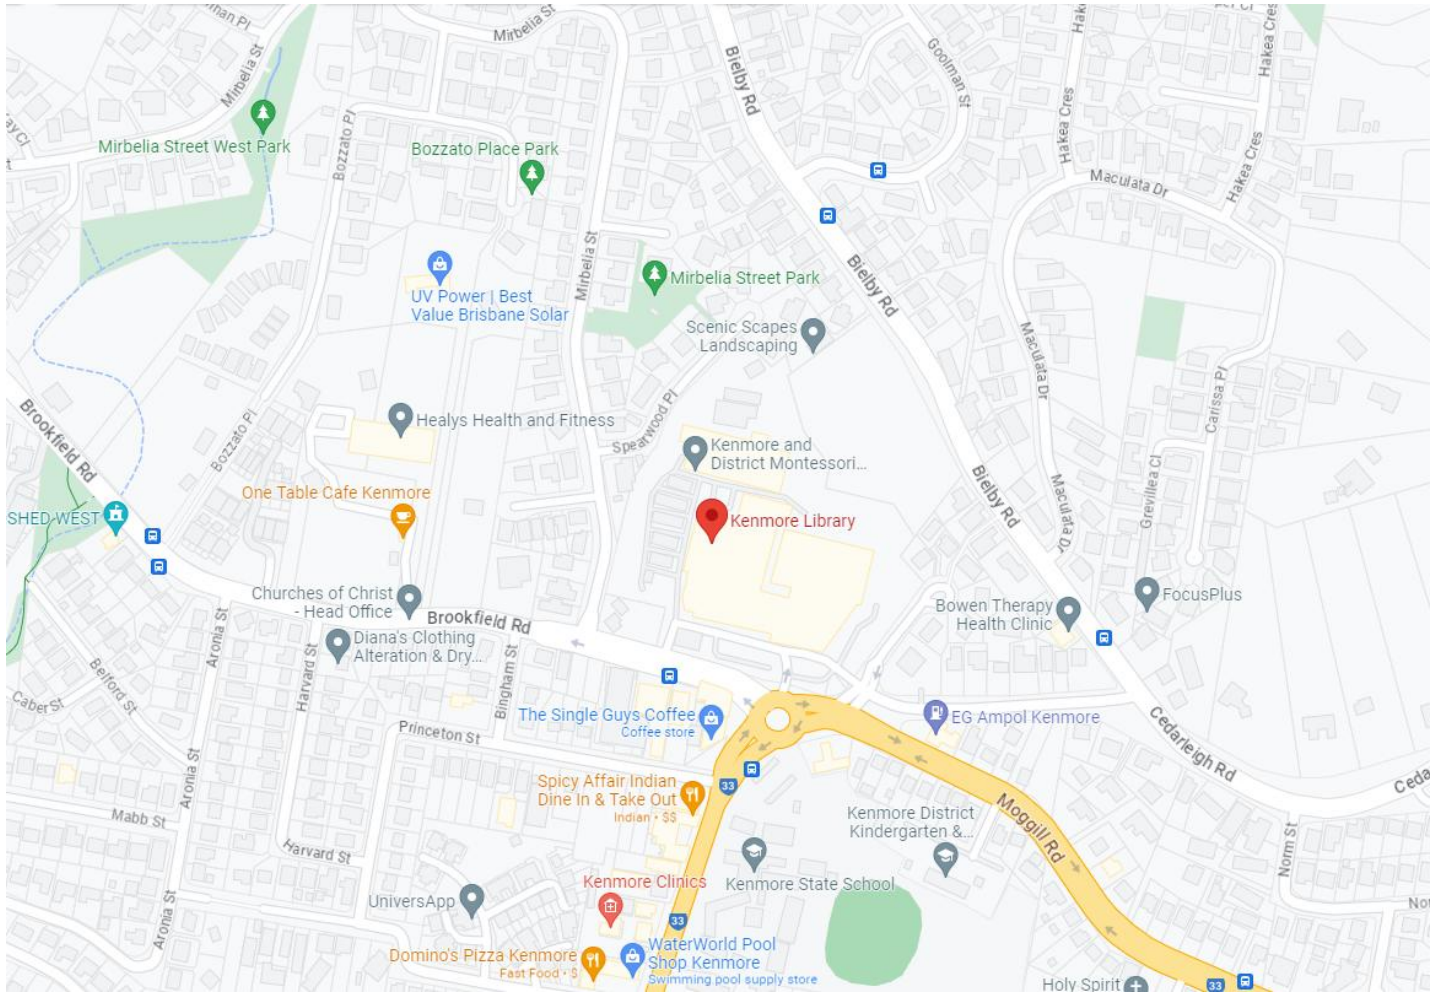 man Pl
Mirbelia St
Mirbelia St
Bielby Rd
Goolman St
Hakea Cres
Hakea Cres
Mirbelia Street West Park
Bozzato Pl
Bozzato Place Park
Hakea Cres
Hakea Cres
Maculata Dr
UV Power | Best
Value Brisbane Solar
Mirbelia St
Mirbelia Street Park
Bielby Rd
Scenic Scapes
Landscaping
Maculata Dr
Carissa Pl
Brookfield Rd
Bozzato Pl
Healys Health and Fitness
Spearwood Pl
Kenmore and
District Montessori...
Bielby Rd
Maculata Dr
Grevillea Cl
One Table Cafe Kenmore
SHED WEST
Kenmore Library
Churches of Christ
- Head Office
Brookfield Rd
Bowen Therapy
Health Clinic
FocusPlus
Aronia St
Harvard St
Diana's Clothing
Alteration & Dry...
Bingham St
Belford St
Caber St
The Single Guys Coffee
Coffee store
EG Ampol Kenmore
Princeton St
Cedarleigh Rd
Aronia St
Spicy Affair Indian
Dine In & Take Out
Indian • $$
33
Ceda
Mabb St
Kenmore District
Kindergarten &...
Moggill Rd
Harvard St
Kenmore State School
Norm St
Kenmore Clinics
UniversApp
No
Aronia St
33
Domino's Pizza Kenmore
Fast Food • $
WaterWorld Pool
Shop Kenmore
Swimming pool supply store
Holy Spirit
33